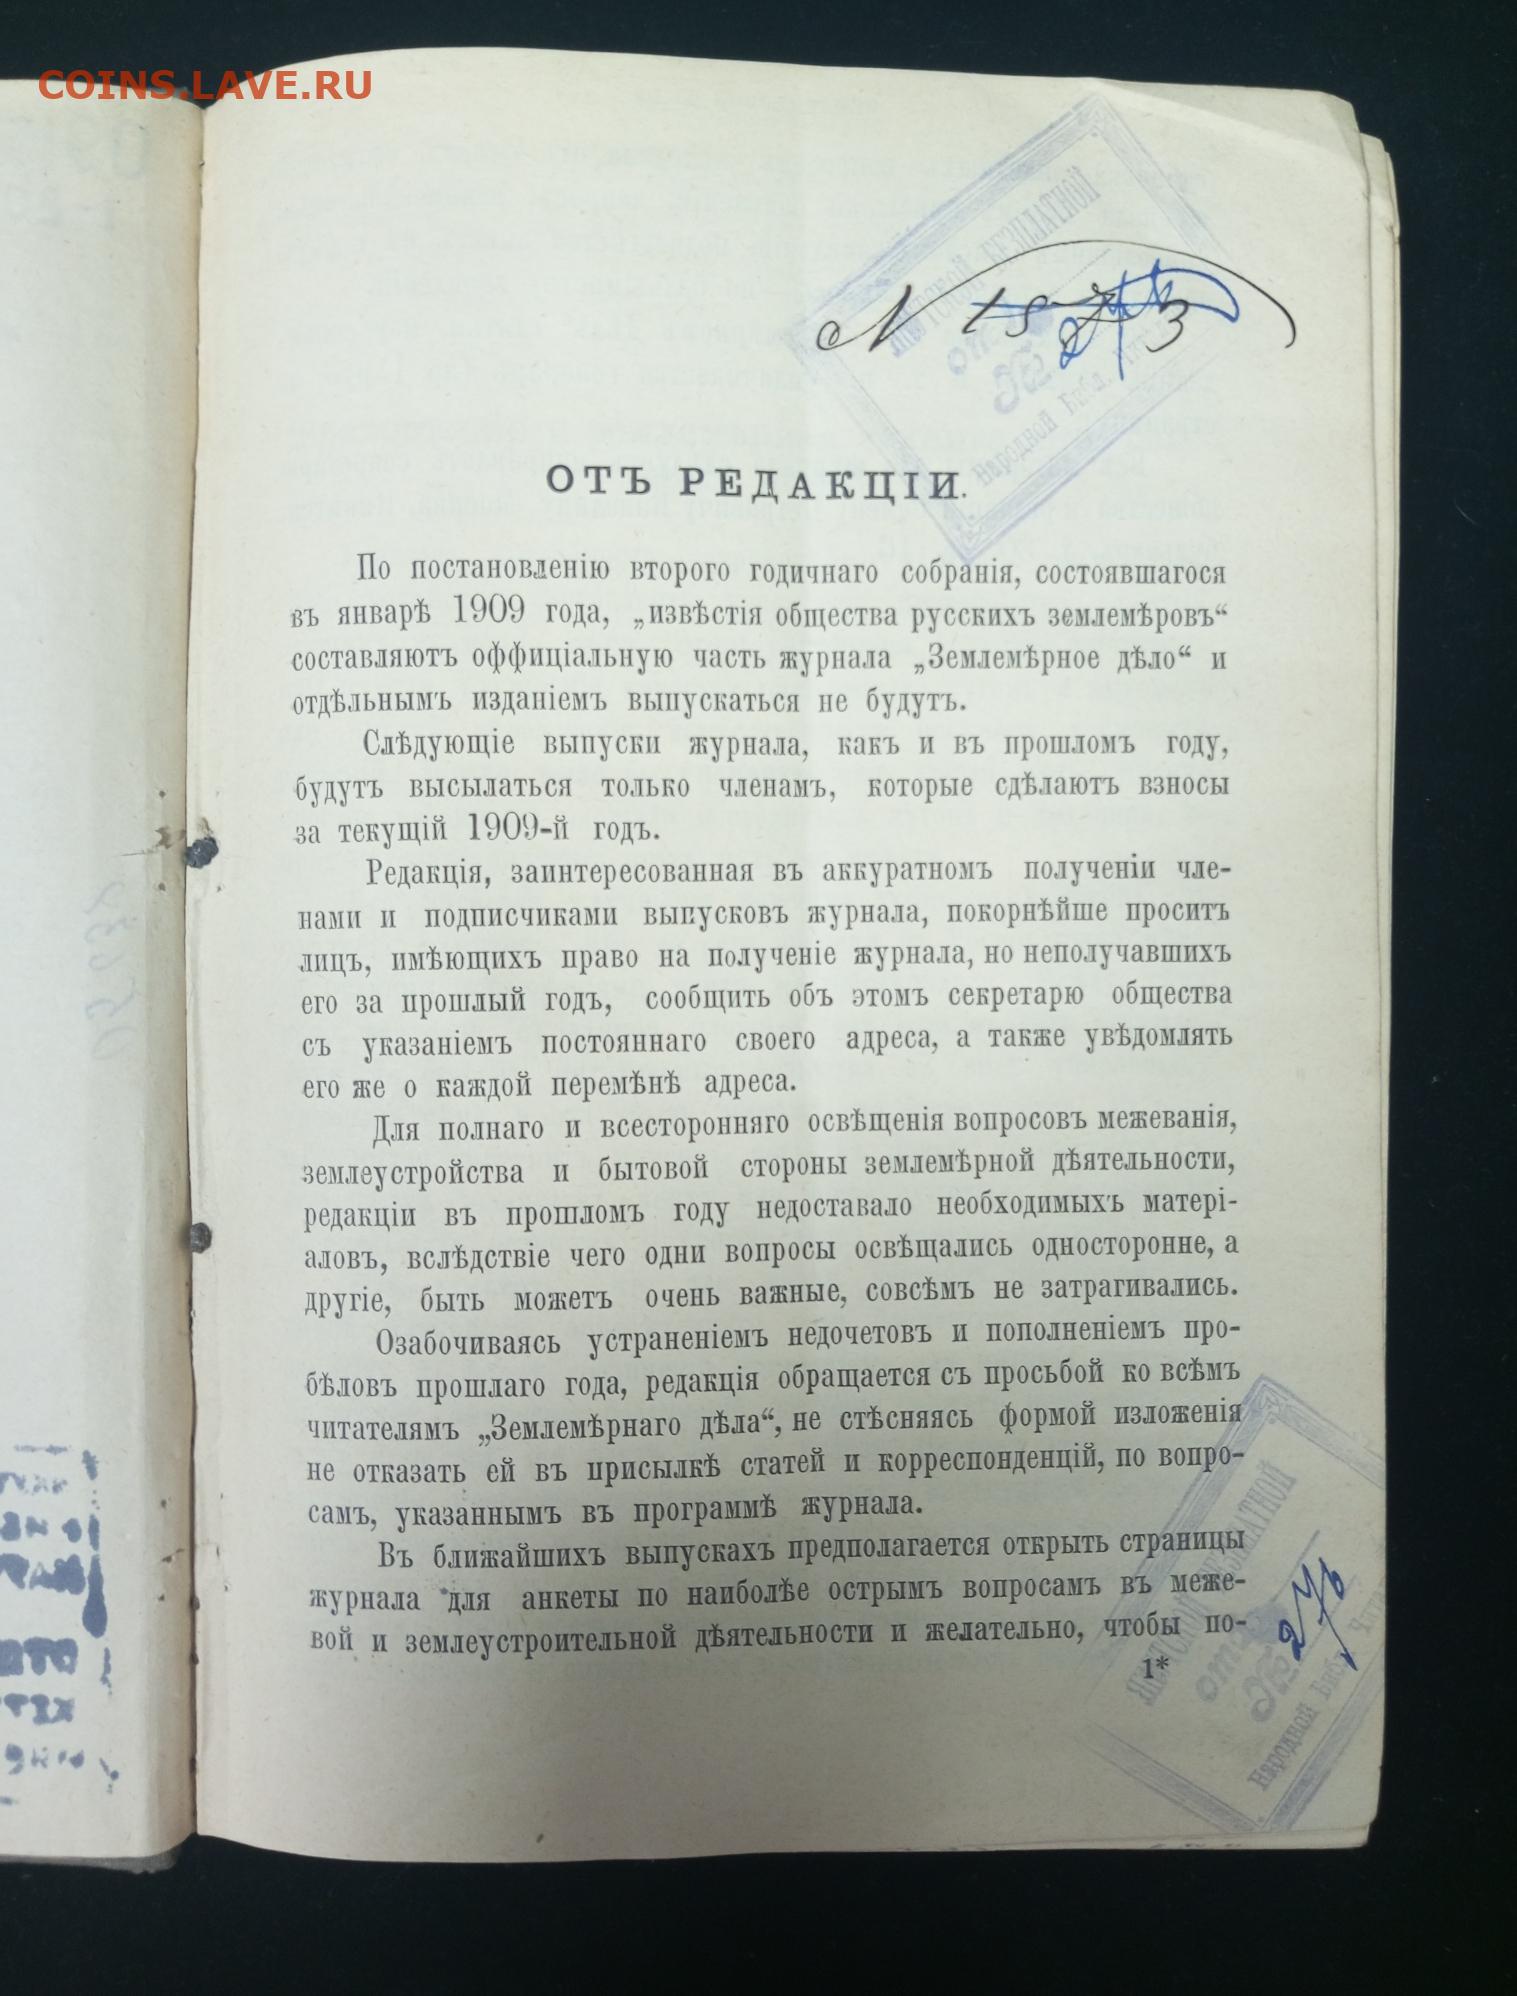 COINS.LAVE.RU
ОТЪ РЕДАКЦІИ.
По постановленію второго годичнаго собранія, состоявшагося
въ январѣ 1909 года, „извѣстія общества русскихъ землемѣровъ“
составляютъ оффиціальную часть журнала „Землемѣрное дѣло“ и
отдѣльнымъ изданіемъ выпускаться не будутъ.
Слѣдующіе выпуски журнала, какъ и въ прошломъ году,
будутъ высылаться только членамъ, которые сдѣлаютъ взносы
за текущій 1909-й годъ.
Редакція, заинтересованная въ аккуратномъ полученіи чле-
нами и подписчиками выпусковъ журнала, покорнѣйше проситъ
лицъ, имѣющихъ право на полученіе журнала, но неполучавшихъ
его за прошлый годъ, сообщить объ этомъ секретарю общества
съ указаніемъ постояннаго своего адреса, а также увѣдомлять
его же о каждой перемѣнѣ адреса.
Для полнаго и всесторонняго освѣщенія вопросовъ межеванія,
землеустройства и бытовой стороны землемѣрной дѣятельности,
редакціи въ прошломъ году недоставало необходимыхъ матері-
аловъ, вслѣдствіе чего одни вопросы освѣщались односторонне, а
другіе, быть можетъ очень важные, совсѣмъ не затрагивались.
Озабочиваясь устраненіемъ недочетовъ и пополненіемъ про-
бѣловъ прошлаго года, редакція обращается съ просьбой ко всѣмъ
читателямъ „Землемѣрнаго дѣла“, не стѣсняясь формой изложенія
не отказать ей въ присылкѣ статей и корреспонденцій, по вопро-
самъ, указаннымъ въ программѣ журнала.
Въ ближайшихъ выпускахъ предполагается открыть страницы
журнала для анкеты по наиболѣе острымъ вопросамъ въ меже-
вой и землеустроительной дѣятельности и желательно, чтобы по-
1*
БЕЗПЛАТНОЙ
Народной Библ.
БЕЗПЛАТНОЙ
Народной Библ.